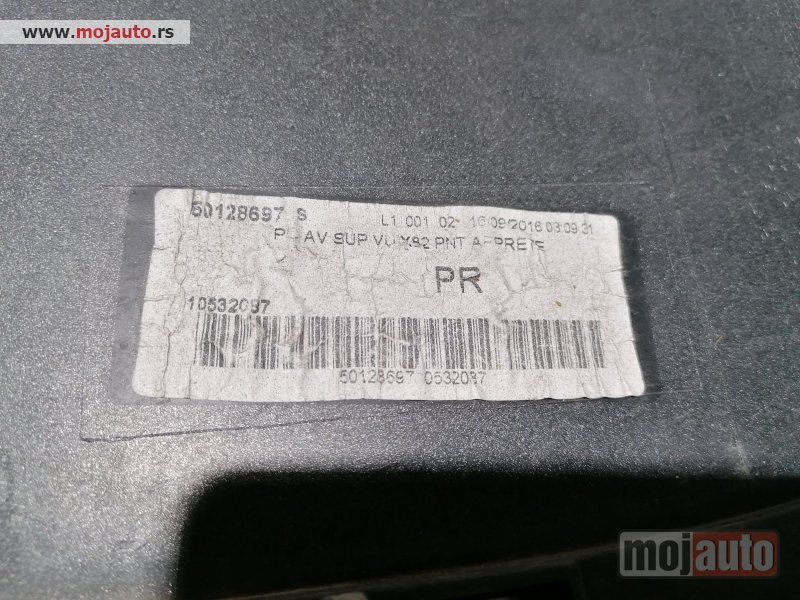 www.mojauto.rs
50128697 S
L1 001 02 16/09/2016 03:09:31
AV SUP X82 PNT APPRETE
PR
10532087
50128697 0532087
mojauto